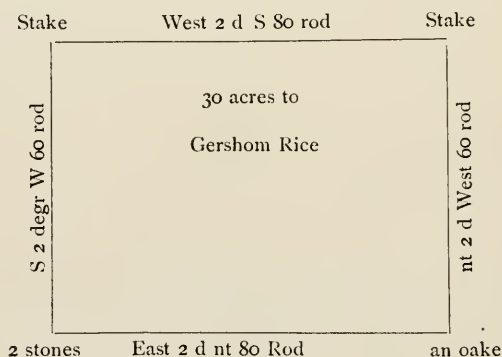 Stake West 2 d S 80 rod Stake
30 acres to
Gershom Rice
S 2 degr W 60 rod
nt 2 d West 60 rod
2 stones East 2 d nt 80 Rod an oake